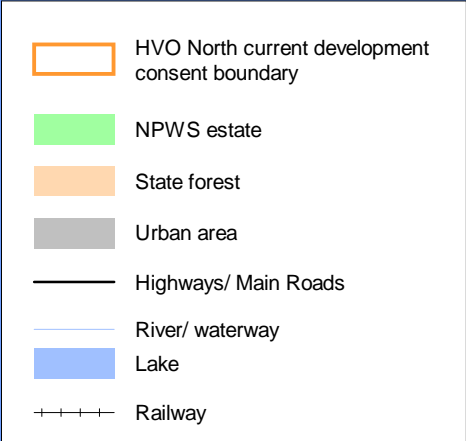 HVO North current development
consent boundary
NPWS estate
State forest
Urban area
Highways/ Main Roads
River/ waterway
Lake
Railway